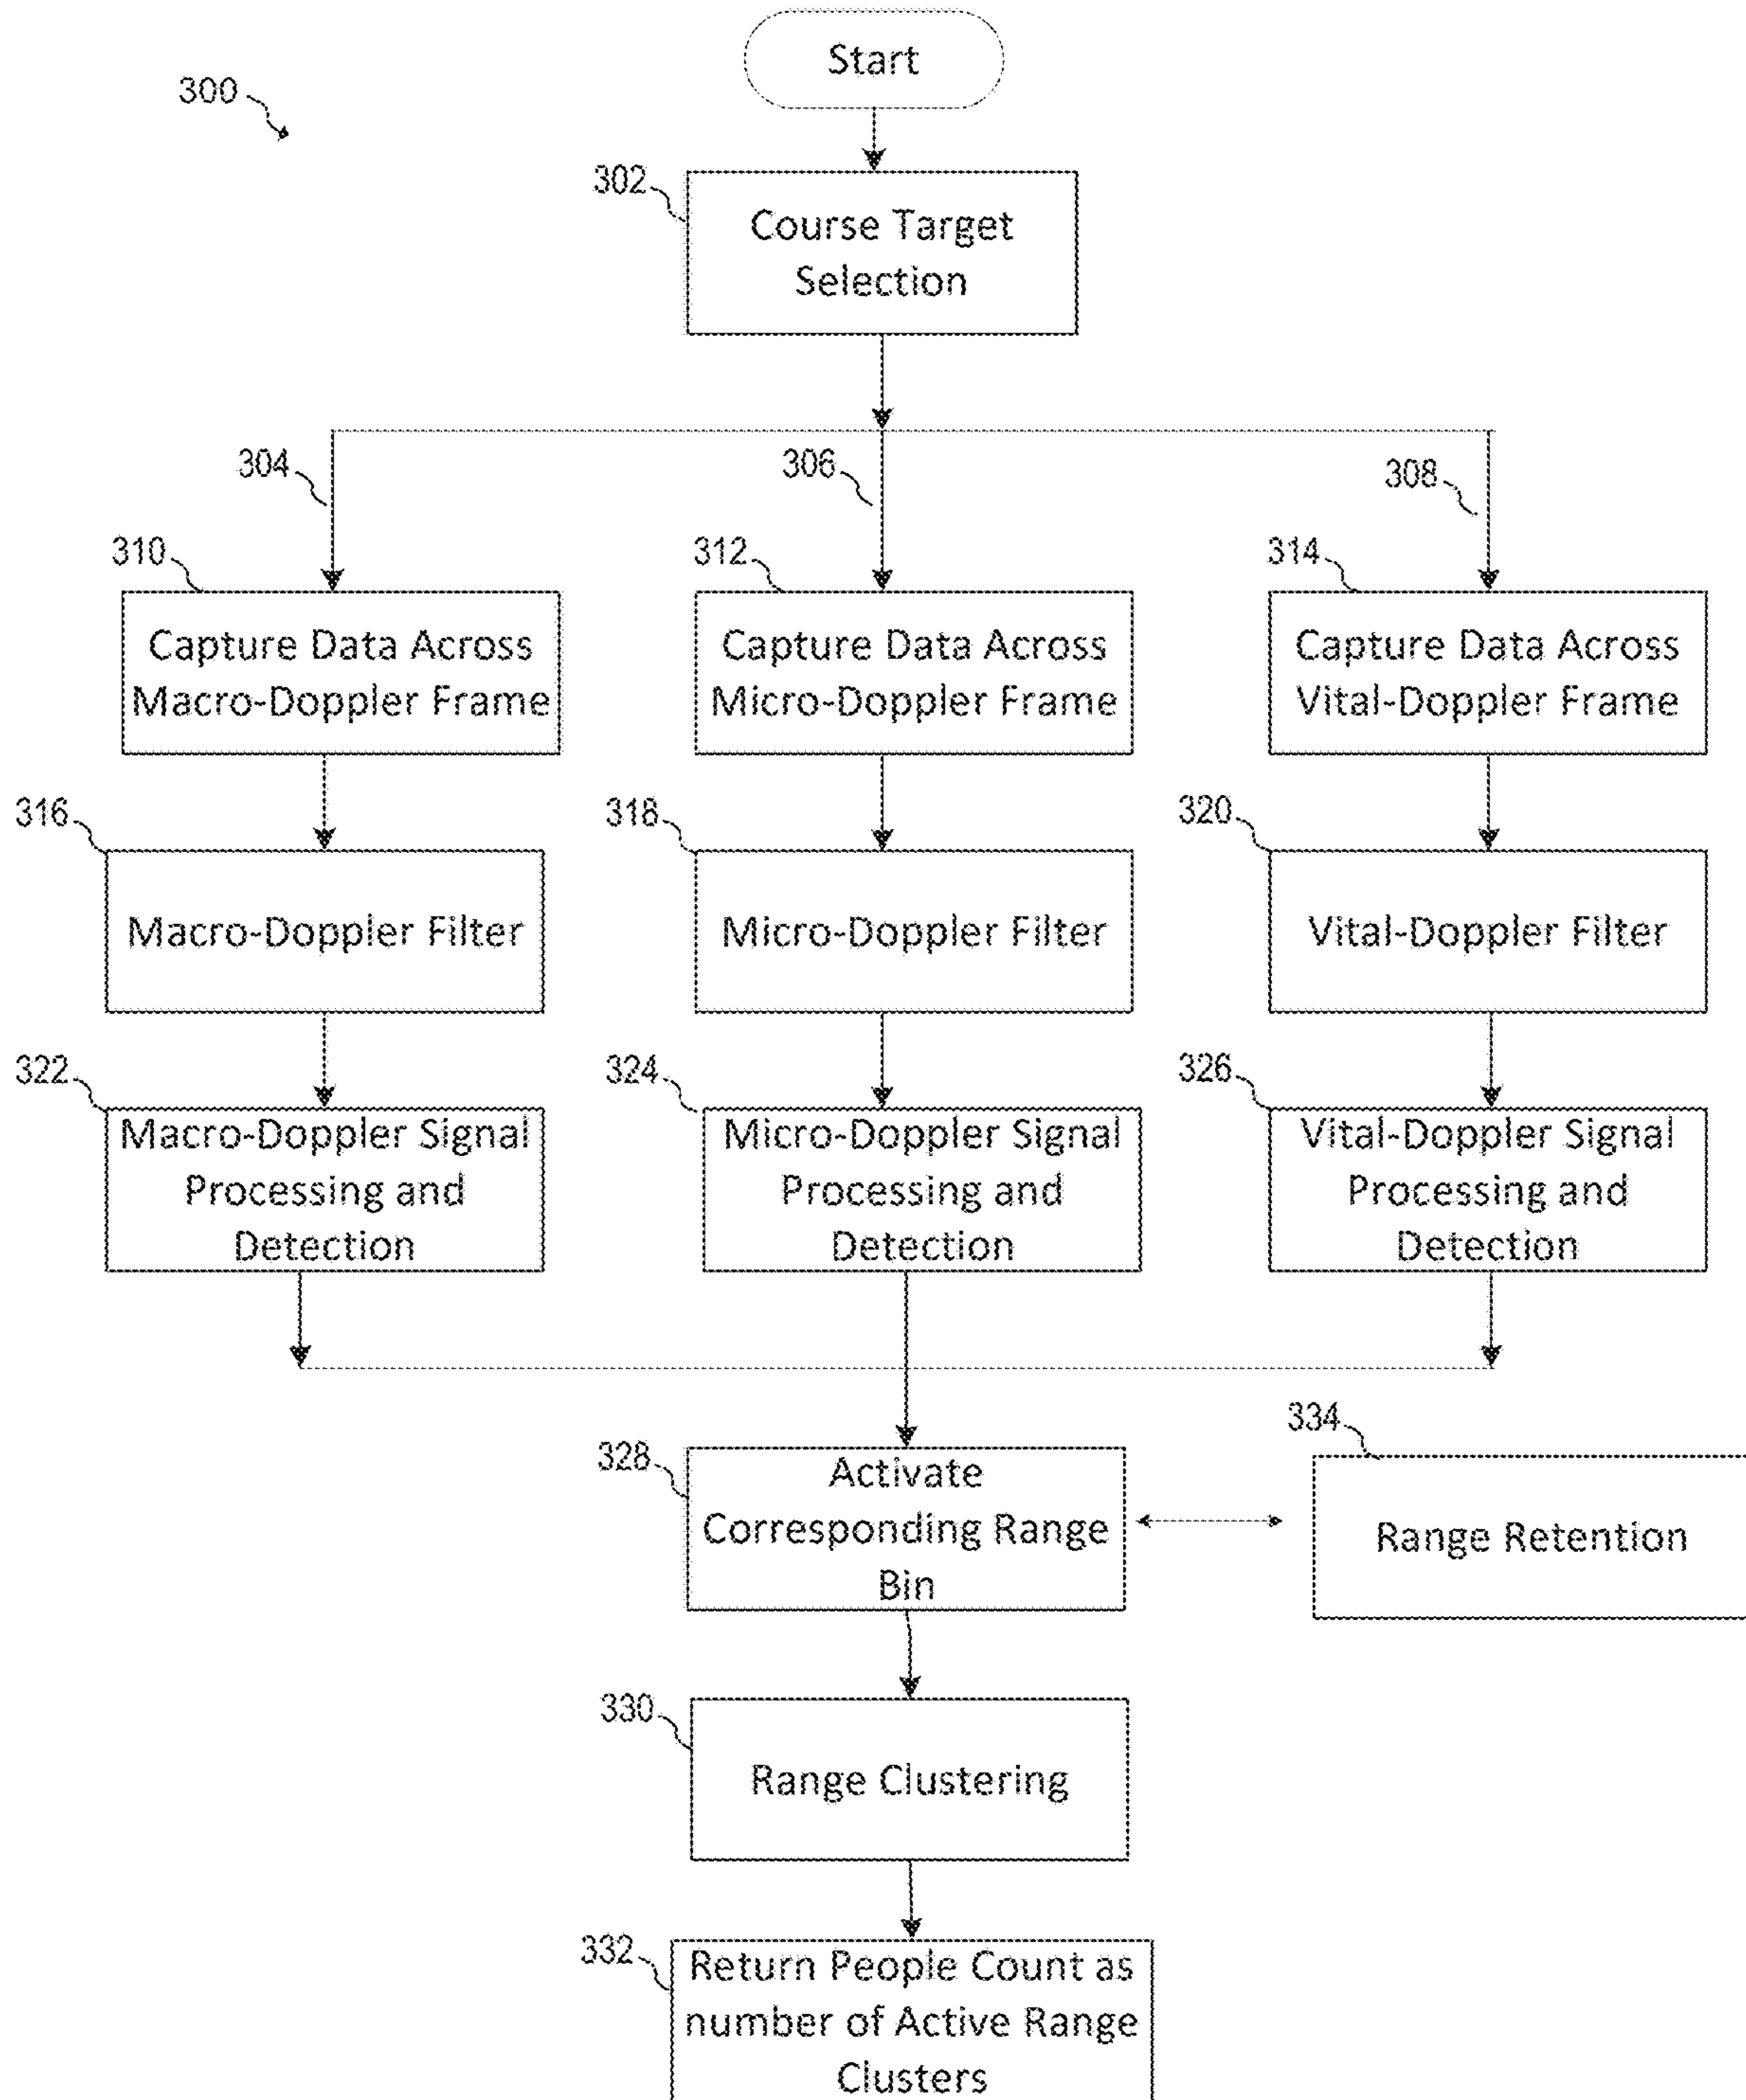 Start
300
302
Course Target
Selection
304
306
308
310
Capture Data Across
Macro-Doppler Frame
312
Capture Data Across
Micro-Doppler Frame
314
Capture Data Across
Vital-Doppler Frame
316
Macro-Doppler Filter
318
Micro-Doppler Filter
320
Vital-Doppler Filter
322
Macro-Doppler Signal
Processing and
Detection
324
Micro-Doppler Signal
Processing and
Detection
326
Vital-Doppler Signal
Processing and
Detection
328
Activate
Corresponding Range
Bin
334
Range Retention
330
Range Clustering
332
Return People Count as
number of Active Range
Clusters